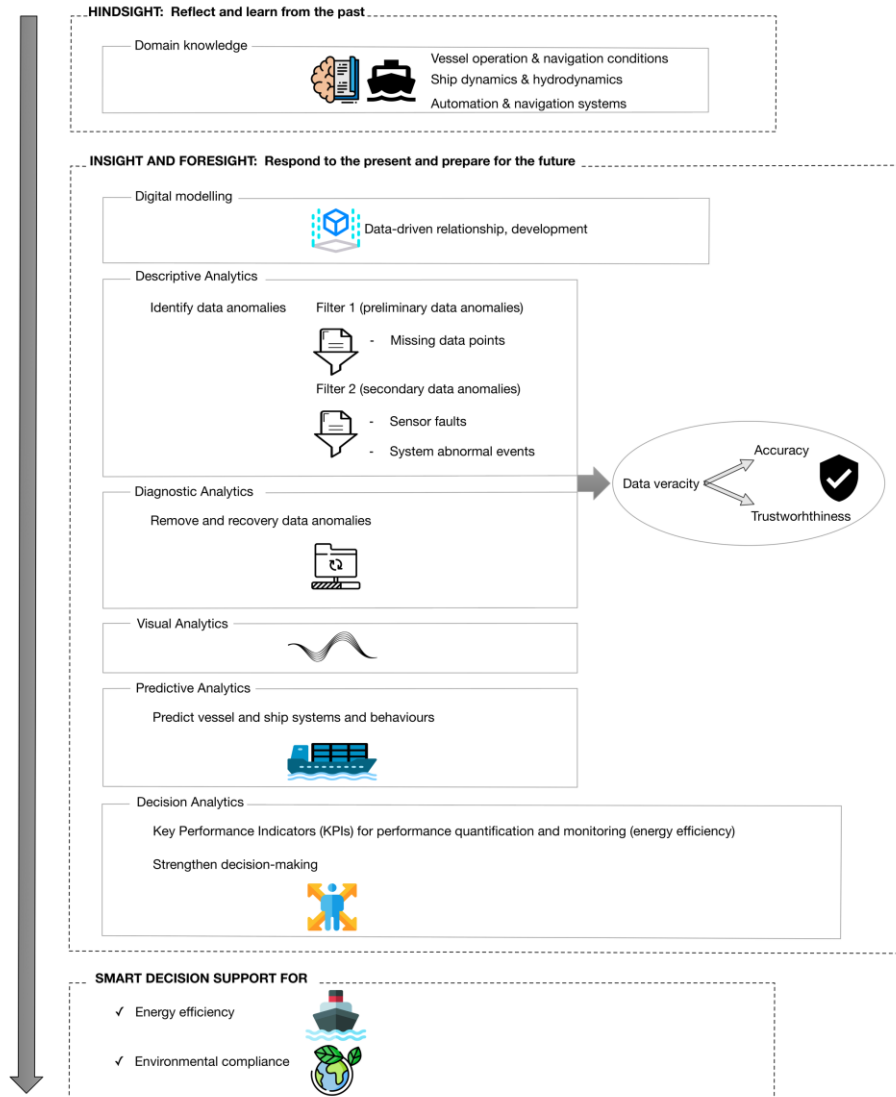 HINDSIGHT: Reflect and learn from the past
Domain knowledge
Vessel operation & navigation conditions
Ship dynamics & hydrodynamics
Automation & navigation systems
INSIGHT AND FORESIGHT: Respond to the present and prepare for the future
Digital modelling
Data-driven relationship, development
Descriptive Analytics
Identify data anomalies
Filter 1 (preliminary data anomalies)
- Missing data points
Filter 2 (secondary data anomalies)
- Sensor faults
- System abnormal events
Diagnostic Analytics
Remove and recovery data anomalies
Data veracity
Accuracy
Trustworhthiness
Visual Analytics
Predictive Analytics
Predict vessel and ship systems and behaviours
Decision Analytics
Key Performance Indicators (KPIs) for performance quantification and monitoring (energy efficiency)
Strengthen decision-making
SMART DECISION SUPPORT FOR
✓ Energy efficiency
✓ Environmental compliance